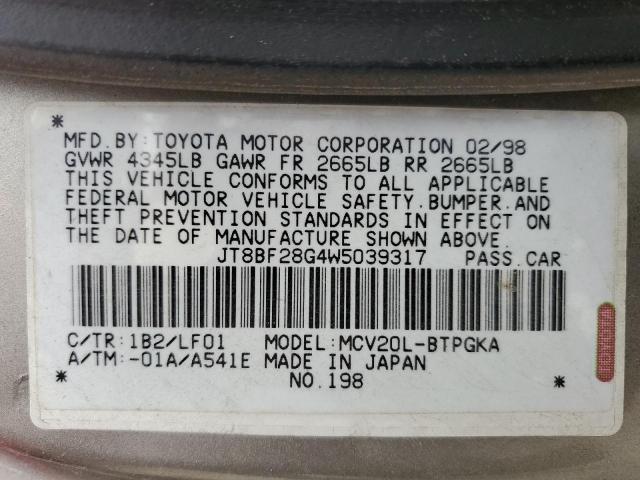 MFD.BY:TOYOTA MOTOR CORPORATION 02/98
GVWR 4345LB GAWR FR 2665LB RR 2665LB
THIS VEHICLE CONFORMS TO ALL APPLICABLE
FEDERAL MOTOR VEHICLE SAFETY.BUMPER.AND
THEFT PREVENTION STANDARDS IN EFFECT ON
THE DATE OF MANUFACTURE SHOWN ABOVE.
JT8BF28G4W5039317 PASS.CAR
C/TR:1B2/LF01 MODEL:MCV20L-BTPGKA
A/TM:-01A/A541E MADE IN JAPAN
* NO.198 *